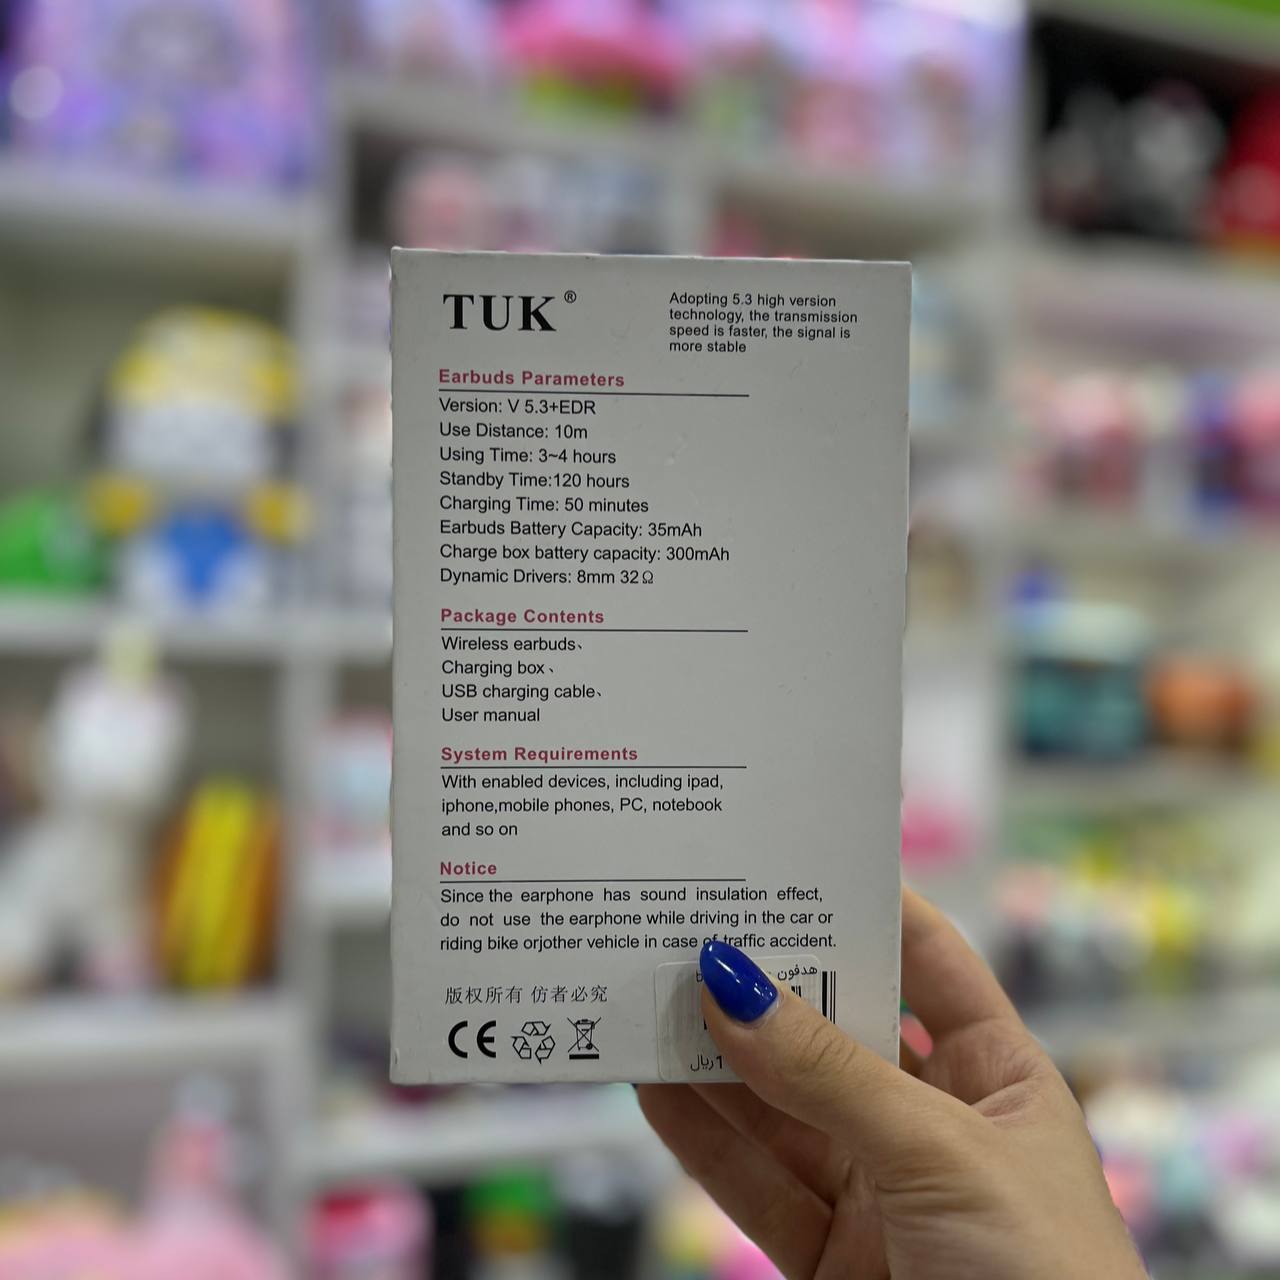 TUK®
Adopting 5.3 high version
technology, the transmission
speed is faster, the signal is
more stable
Earbuds Parameters
Version: V 5.3+EDR
Use Distance: 10m
Using Time: 3~4 hours
Standby Time:120 hours
Charging Time: 50 minutes
Earbuds Battery Capacity: 35mAh
Charge box battery capacity: 300mAh
Dynamic Drivers: 8mm 32Ω
Package Contents
Wireless earbuds、
Charging box、
USB charging cable、
User manual
System Requirements
With enabled devices, including ipad,
iphone,mobile phones, PC, notebook
and so on
Notice
Since the earphone has sound insulation effect,
do not use the earphone while driving in the car or
riding bike orjother vehicle in case of traffic accident.
هدفون
版权所有 仿者必究
CE
ریال